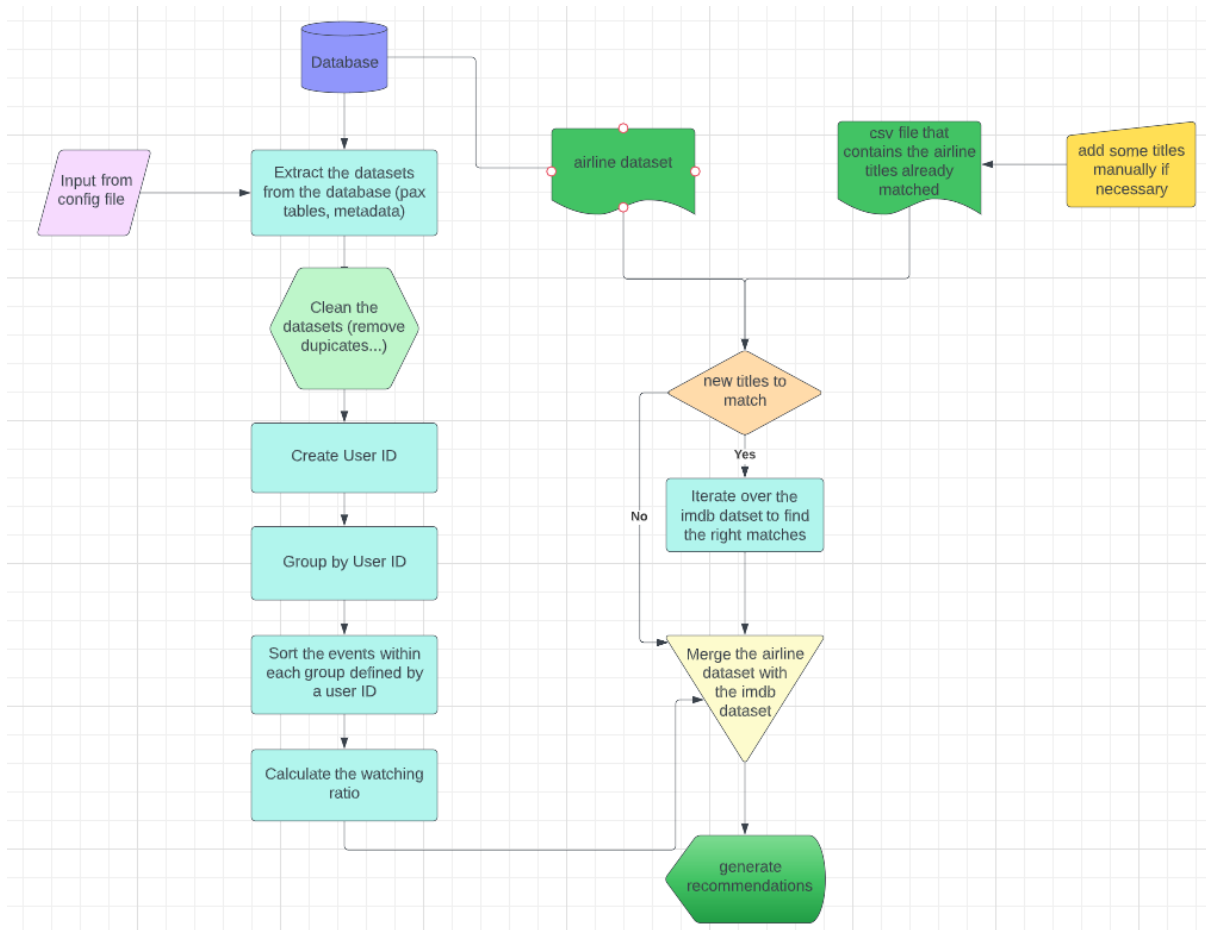 Database
Input from
config file
Extract the datasets
from the database (pax
tables, metadata)
airline dataset
csv file that
contains the airline
titles already
matched
add some titles
manually if
necessary
Clean the
datasets (remove
dupicates...)
new titles to
match
Create User ID
Yes
Iterate over the
imdb datset to find
the right matches
No
Group by User ID
Sort the events within
each group defined by
a user ID
Merge the airline
dataset with
the imdb
dataset
Calculate the watching
ratio
generate
recommendations